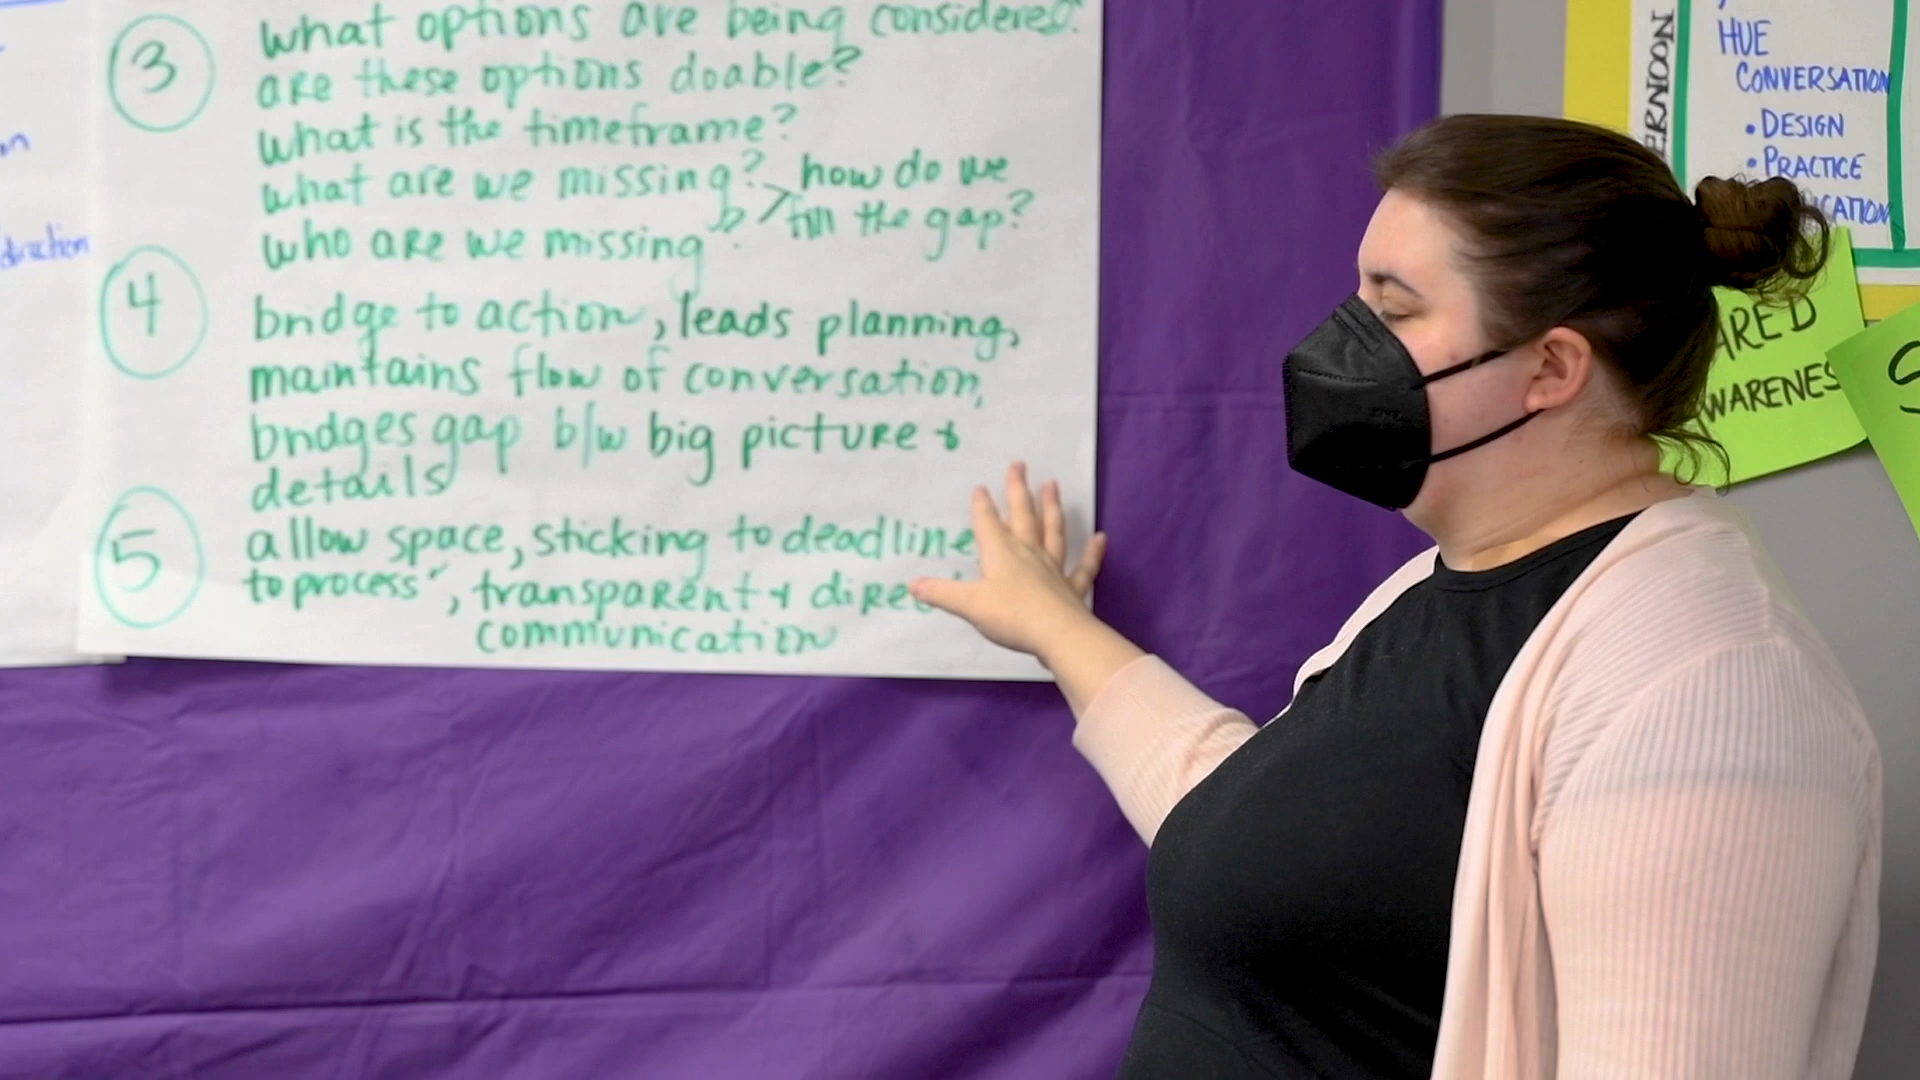 3
what options are being considered?
are these options doable?
what is the timeframe?
what are we missing?
who are we missing?
how do we
fill the gap?
4
bridge to action, leads planning,
maintains flow of conversation,
bridges gap b/w big picture +
details
5
allow space, sticking to deadline
to process, transparent + direct
communication
HUE
CONVERSATION
• DESIGN
• PRACTICE